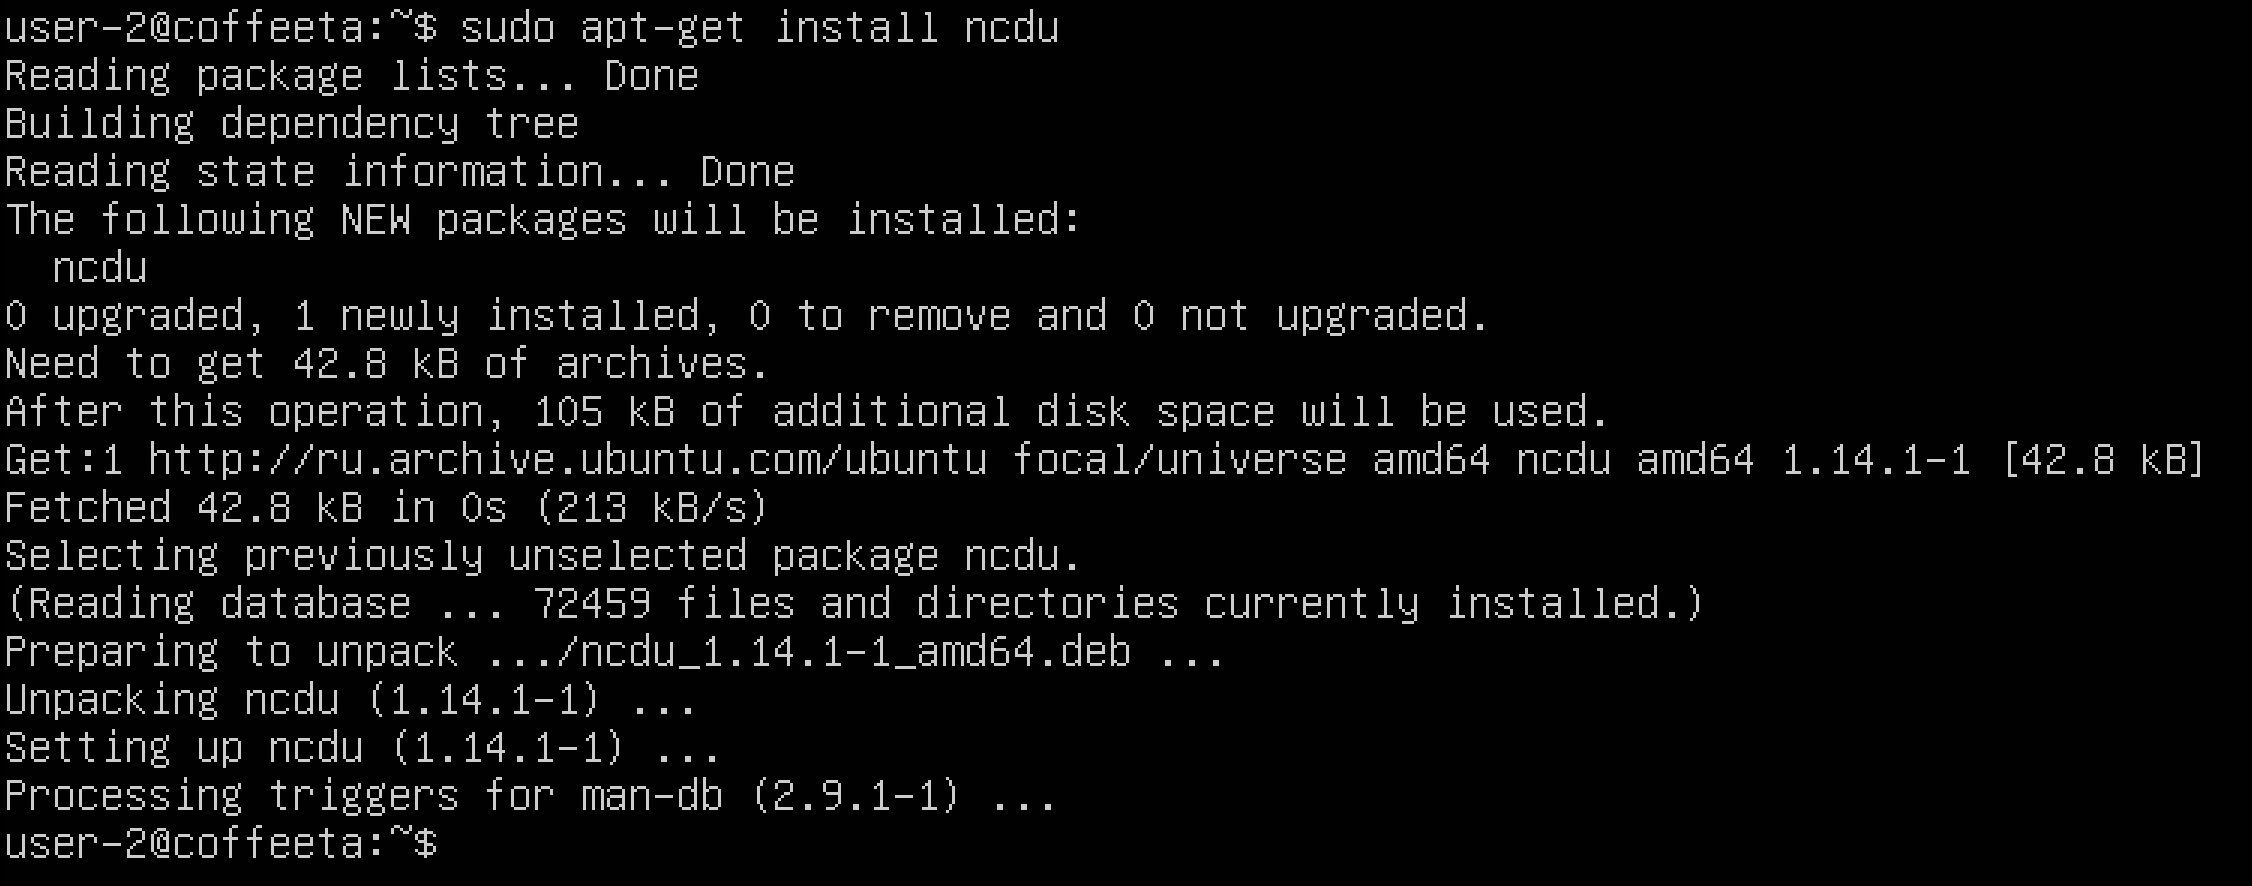 user-2@coffeeta:~$ sudo apt-get install ncdu
Reading package lists... Done
Building dependency tree
Reading state information... Done
The following NEW packages will be installed:
  ncdu
0 upgraded, 1 newly installed, 0 to remove and 0 not upgraded.
Need to get 42.8 kB of archives.
After this operation, 105 kB of additional disk space will be used.
Get:1 http://ru.archive.ubuntu.com/ubuntu focal/universe amd64 ncdu amd64 1.14.1-1 [42.8 kB]
Fetched 42.8 kB in 0s (213 kB/s)
Selecting previously unselected package ncdu.
(Reading database ... 72459 files and directories currently installed.)
Preparing to unpack .../ncdu_1.14.1-1_amd64.deb ...
Unpacking ncdu (1.14.1-1) ...
Setting up ncdu (1.14.1-1) ...
Processing triggers for man-db (2.9.1-1) ...
user-2@coffeeta:~$